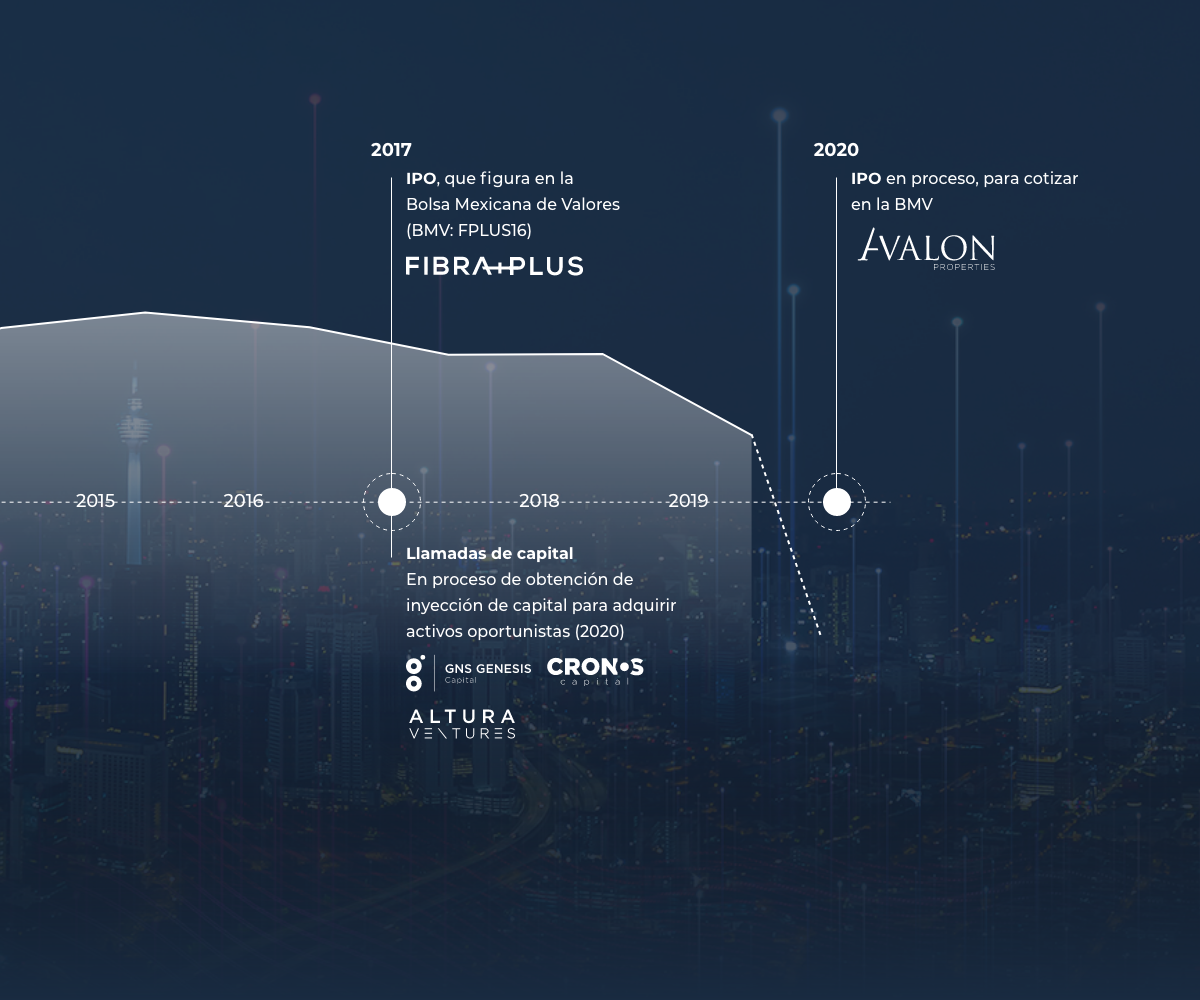 2017
IPO, que figura en la
Bolsa Mexicana de Valores
(BMV: FPLUS16)
FIBRA+PLUS
2020
IPO en proceso, para cotizar
en la BMV
AVALON
PROPERTIES
2015
2016
2018
2019
Llamadas de capital
En proceso de obtención de
inyección de capital para adquirir
activos oportunistas (2020)
GNS GENESIS
Capital
CRONOS
capital
ALTURA
VENTURES